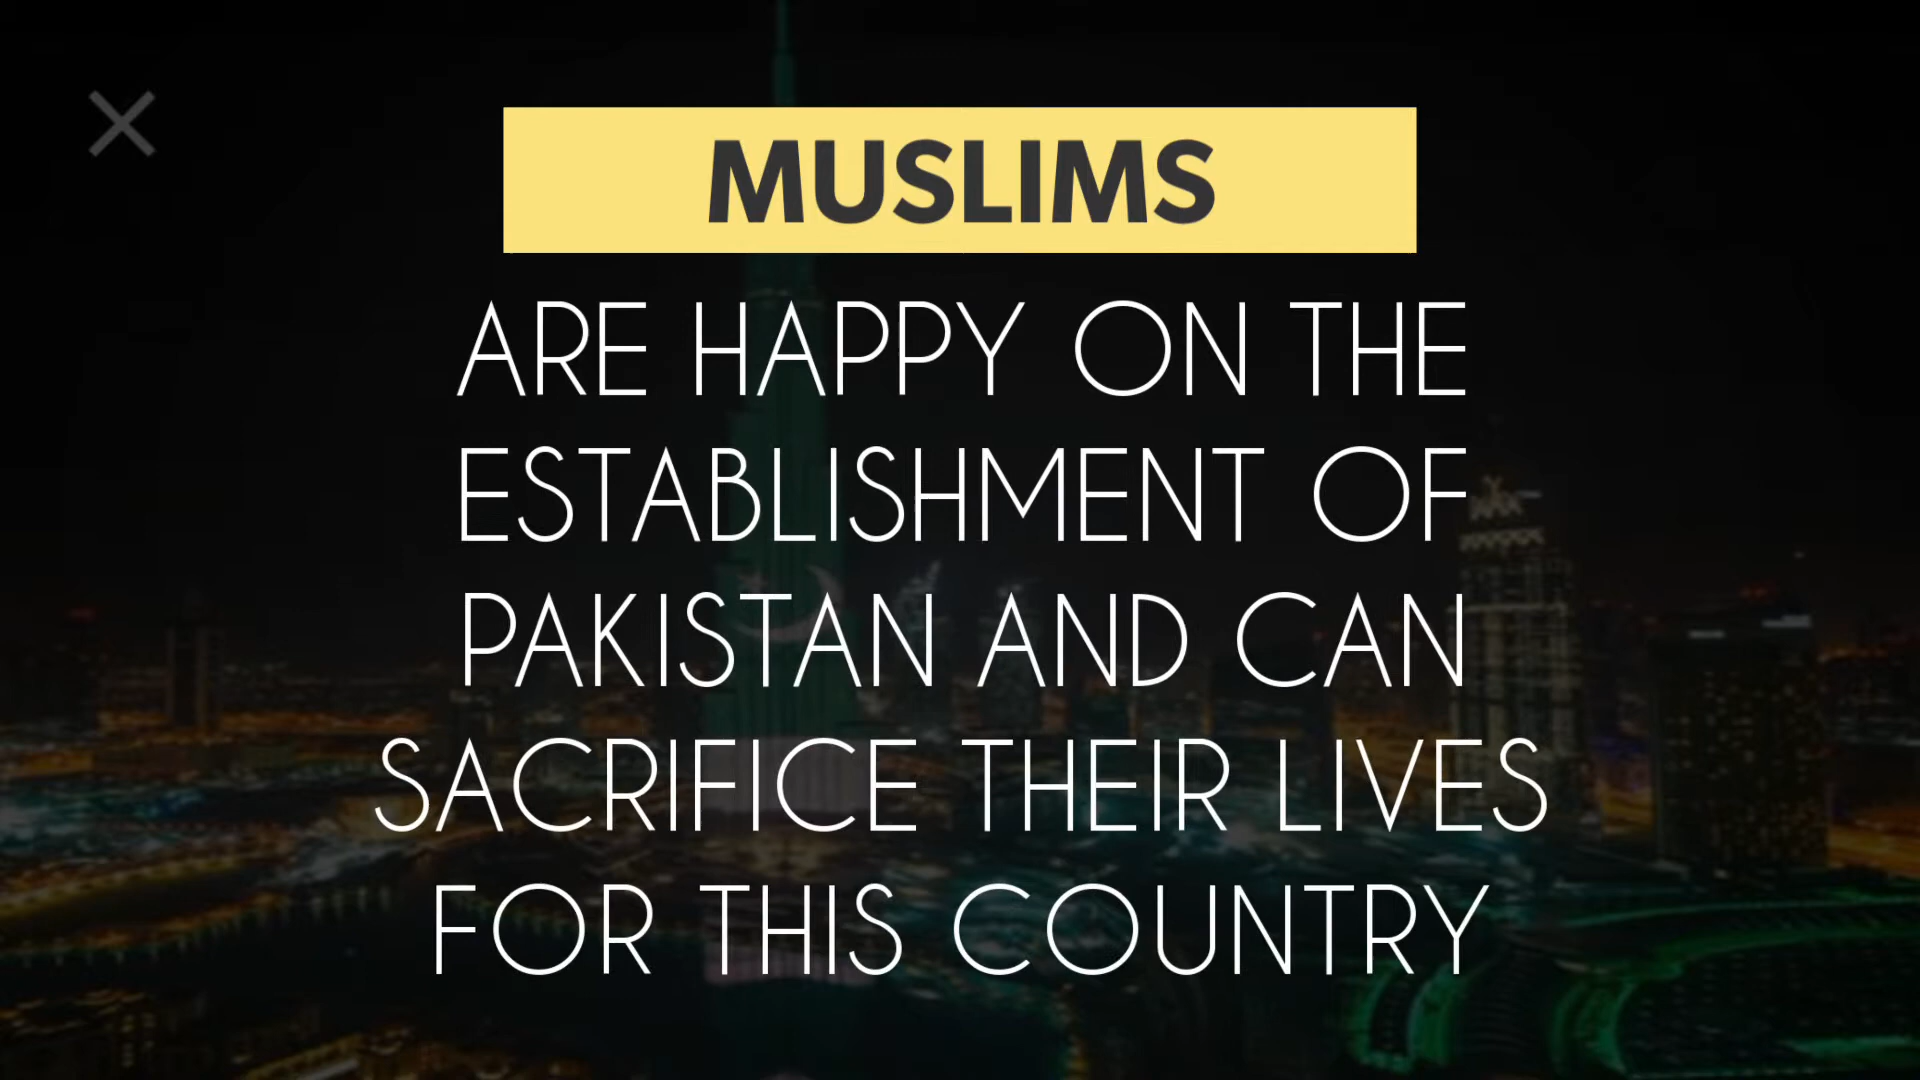 MUSLIMS
ARE HAPPY ON THE
ESTABLISHMENT OF
PAKISTAN AND CAN
SACRIFICE THEIR LIVES
FOR THIS COUNTRY